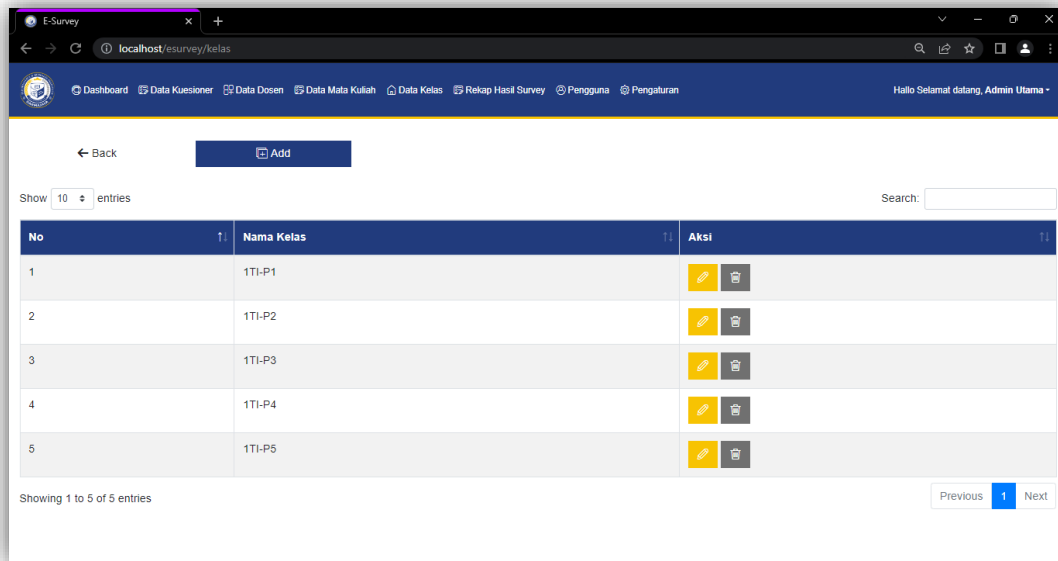 E-Survey
localhost/esurvey/kelas
Dashboard Data Kuesioner Data Dosen Data Mata Kuliah Data Kelas Rekap Hasil Survey Pengguna Pengaturan Hallo Selamat datang, Admin Utama
Back Add
Show 10 entries Search:
No Nama Kelas Aksi
1 1TI-P1
2 1TI-P2
3 1TI-P3
4 1TI-P4
5 1TI-P5
Showing 1 to 5 of 5 entries Previous 1 Next